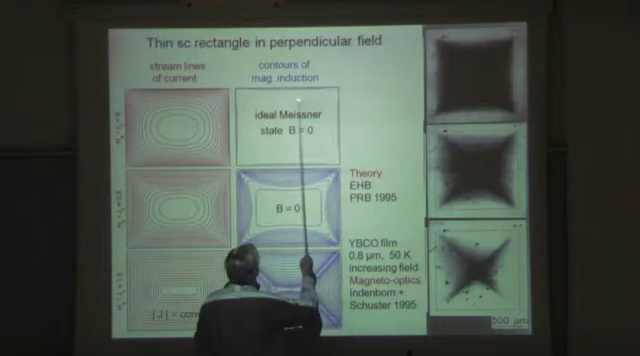 Thin sc rectangle in perpendicular field
stream lines
of current
contours of
mag. induction
ideal Meissner
state B = 0
B = 0
Theory
EHB
PRB 1995
YBCO film
0.8 µm, 50 K
increasing field
Magneto-optics
Indenbom +
Schuster 1995
500 µm